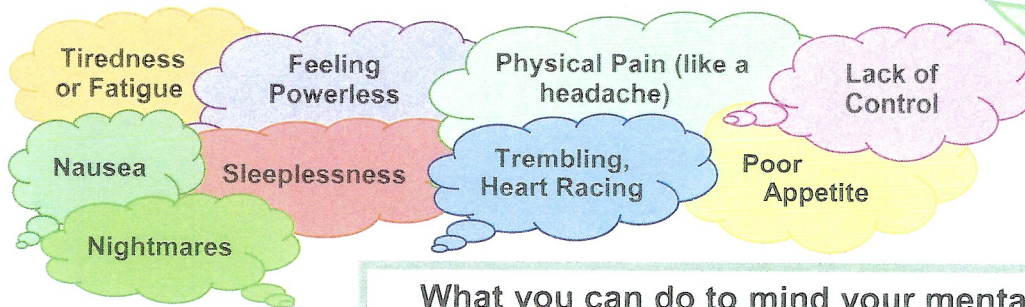 Tiredness
or Fatigue
Feeling
Powerless
Physical Pain (like a
headache)
Lack of
Control
Nausea
Sleeplessness
Trembling,
Heart Racing
Poor
Appetite
Nightmares
What you can do to mind your menta